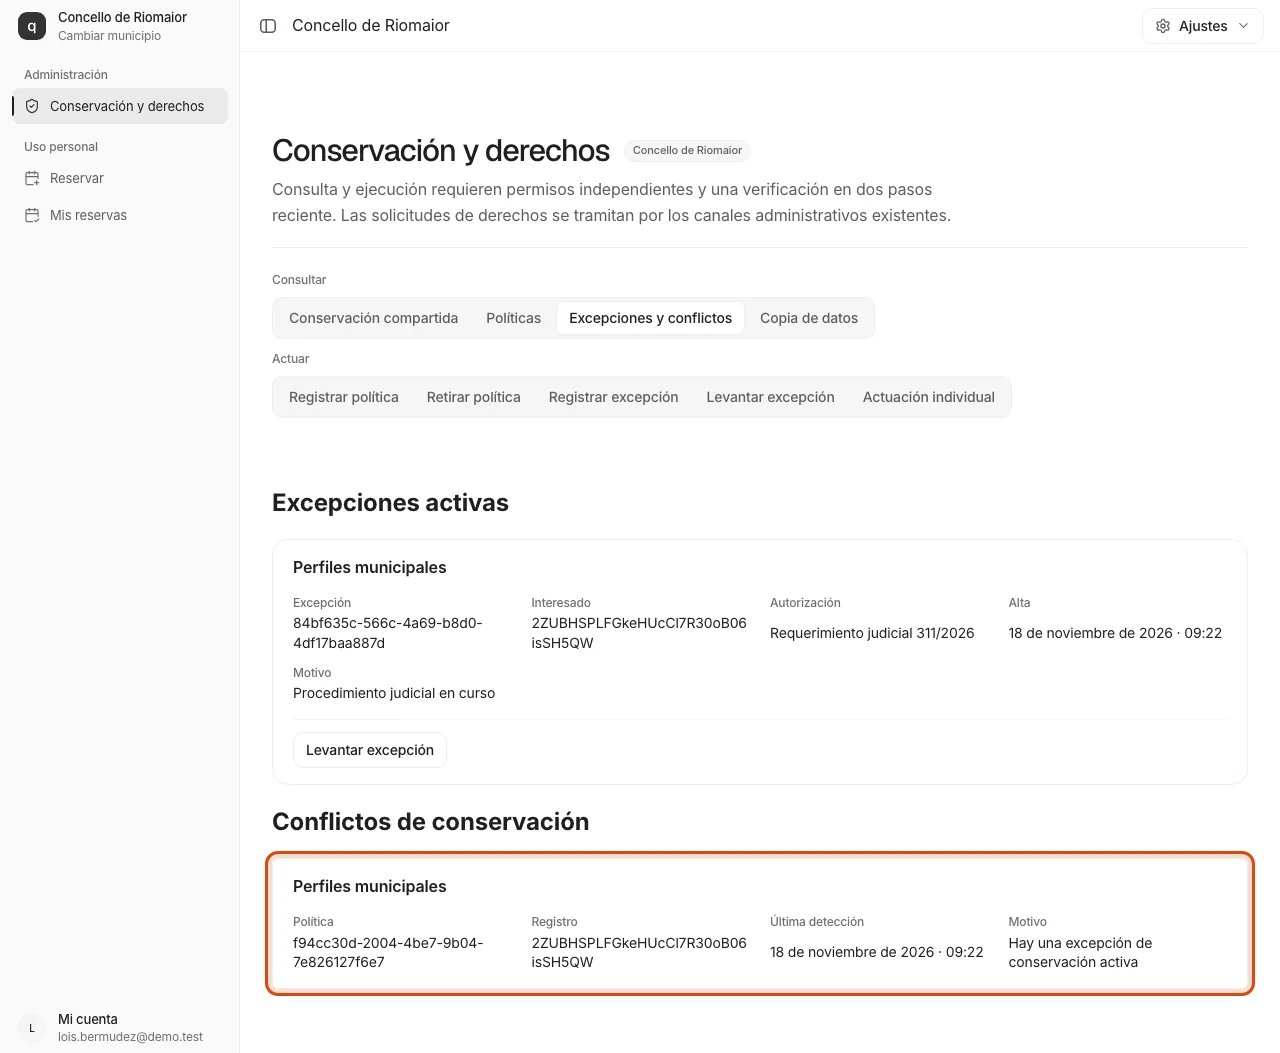 q
Concello de Riomaior
Cambiar municipio
Administración
Conservación y derechos
Uso personal
Reservar
Mis reservas
L
Mi cuenta
lois.bermudez@demo.test
Concello de Riomaior
Ajustes
Conservación y derechos
Concello de Riomaior
Consulta y ejecución requieren permisos independientes y una verificación en dos pasos
reciente. Las solicitudes de derechos se tramitan por los canales administrativos existentes.
Consultar
Conservación compartida
Políticas
Excepciones y conflictos
Copia de datos
Actuar
Registrar política
Retirar política
Registrar excepción
Levantar excepción
Actuación individual
Excepciones activas
Perfiles municipales
Excepción
84bf635c-566c-4a69-b8d0-
4df17baa887d
Interesado
2ZUBHSPLFGkeHUcCl7R30oB06
isSH5QW
Autorización
Requerimiento judicial 311/2026
Alta
18 de noviembre de 2026 · 09:22
Motivo
Procedimiento judicial en curso
Levantar excepción
Conflictos de conservación
Perfiles municipales
Política
f94cc30d-2004-4be7-9b04-
7e826127f6e7
Registro
2ZUBHSPLFGkeHUcCl7R30oB06
isSH5QW
Última detección
18 de noviembre de 2026 · 09:22
Motivo
Hay una excepción de
conservación activa